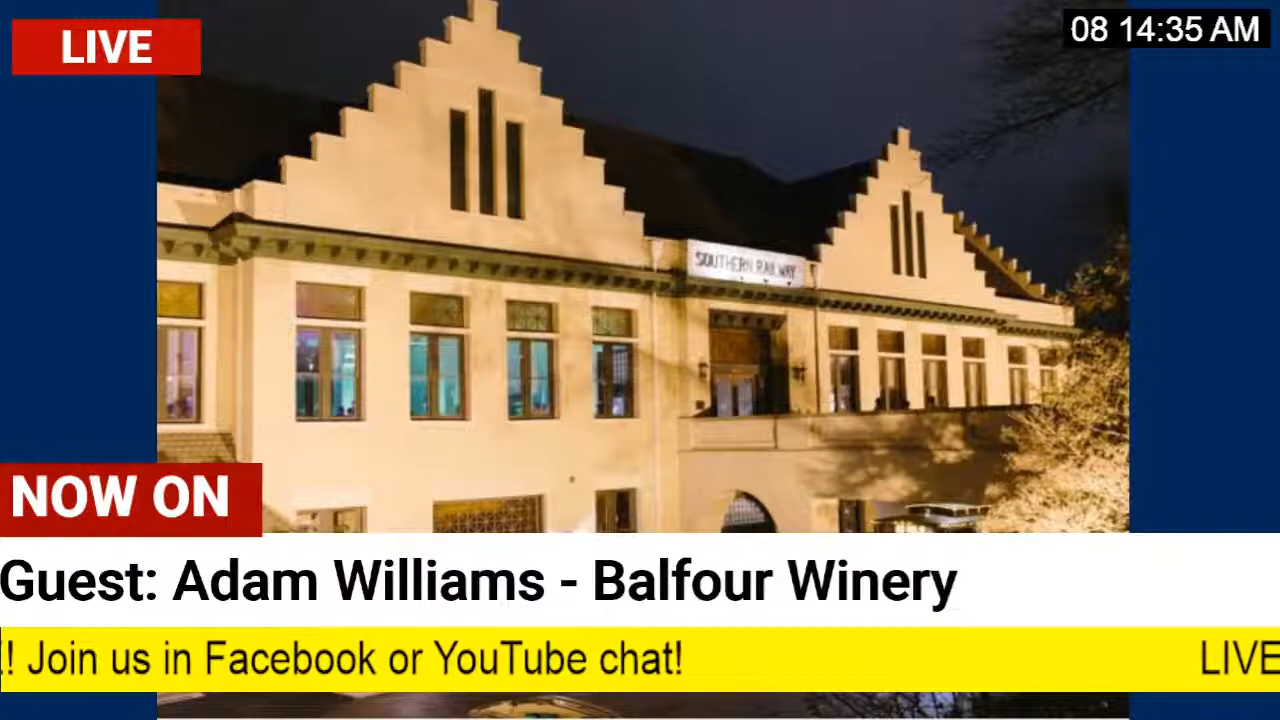 LIVE
08 14:35 AM
SOUTHERN RAILWAY
NOW ON
Guest: Adam Williams - Balfour Winery
! Join us in Facebook or YouTube chat!
LIVE